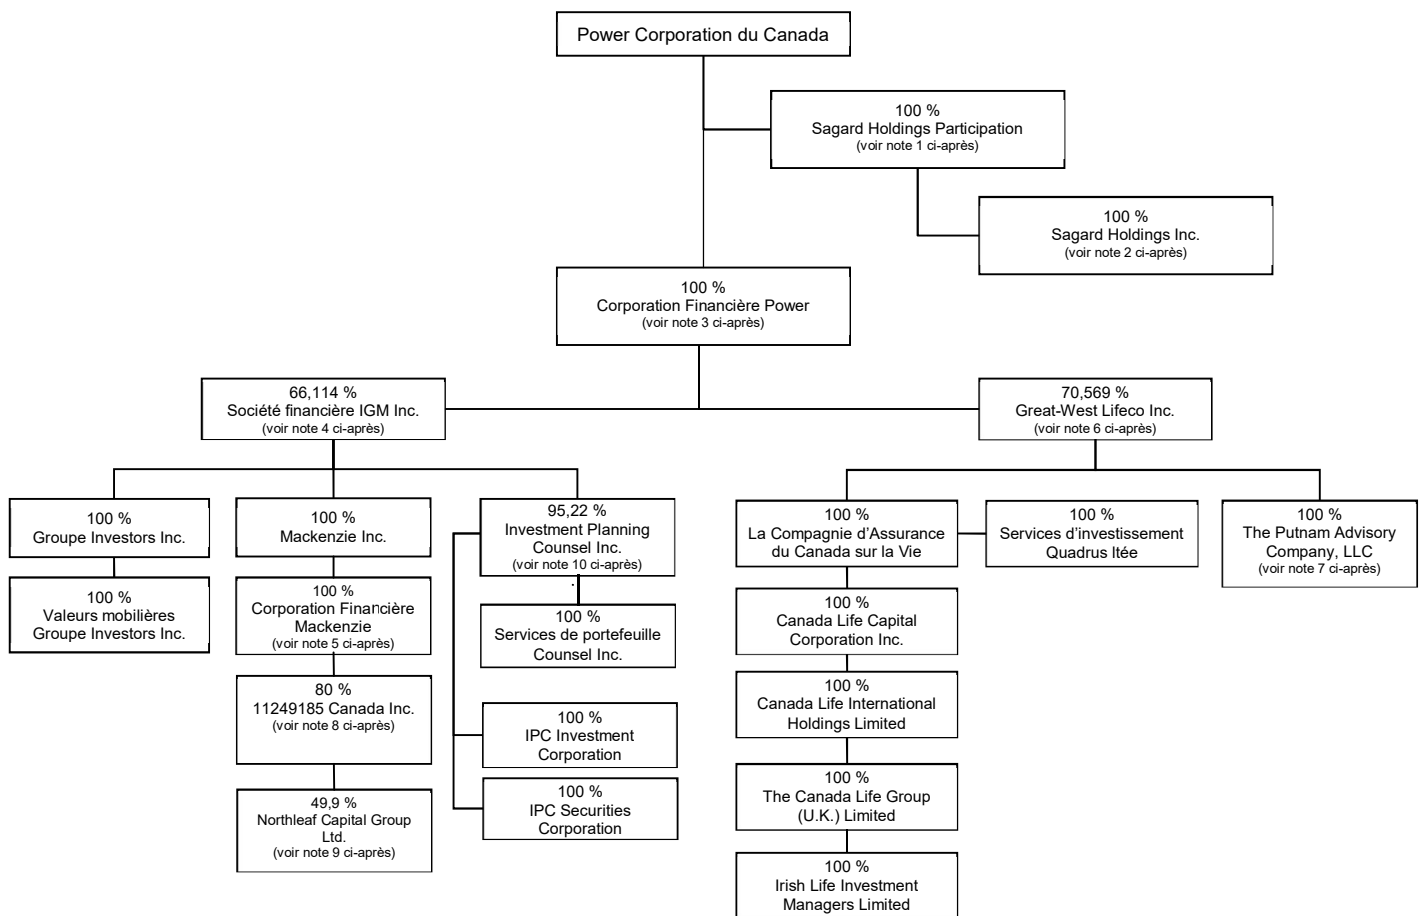 Power Corporation du Canada
100 %
Sagard Holdings Participation
(voir note 1 ci-après)
100 %
Sagard Holdings Inc.
(voir note 2 ci-après)
100 %
Corporation Financière Power
(voir note 3 ci-après)
66,114 %
Société financière IGM Inc.
(voir note 4 ci-après)
70,569 %
Great-West Lifeco Inc.
(voir note 6 ci-après)
100 %
Groupe Investors Inc.
100 %
Valeurs mobilières
Groupe Investors Inc.
100 %
Mackenzie Inc.
100 %
Corporation Financière
Mackenzie
(voir note 5 ci-après)
80 %
11249185 Canada Inc.
(voir note 8 ci-après)
49,9 %
Northleaf Capital Group
Ltd.
(voir note 9 ci-après)
95,22 %
Investment Planning
Counsel Inc.
(voir note 10 ci-après)
100 %
Services de portefeuille
Counsel Inc.
100 %
IPC Investment
Corporation
100 %
IPC Securities
Corporation
100 %
La Compagnie d’Assurance
du Canada sur la Vie
100 %
Services d’investissement
Quadrus ltée
100 %
The Putnam Advisory
Company, LLC
(voir note 7 ci-après)
100 %
Canada Life Capital
Corporation Inc.
100 %
Canada Life International
Holdings Limited
100 %
The Canada Life Group
(U.K.) Limited
100 %
Irish Life Investment
Managers Limited